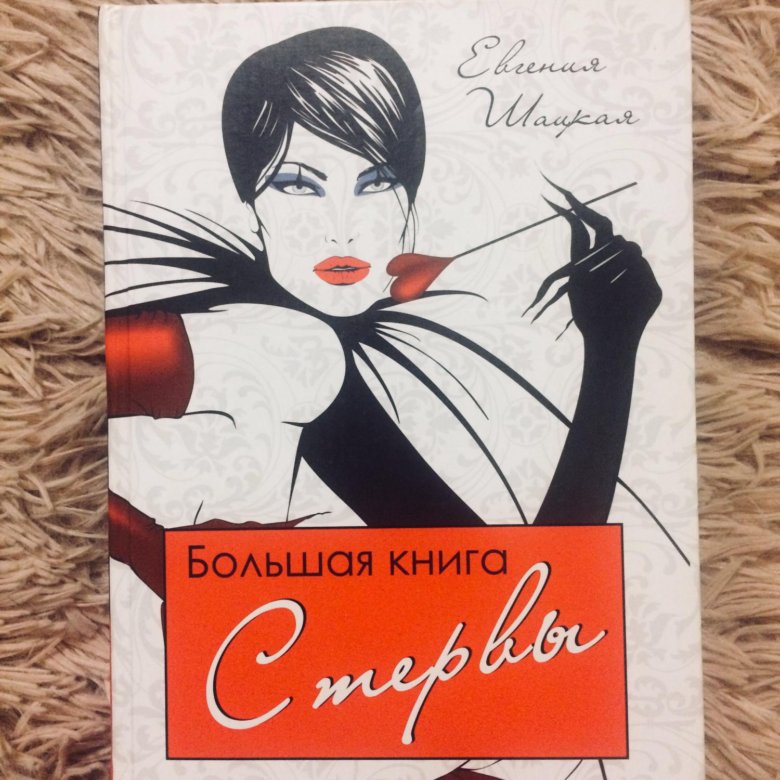 Евгения
Шацкая
Большая книга
Стервы